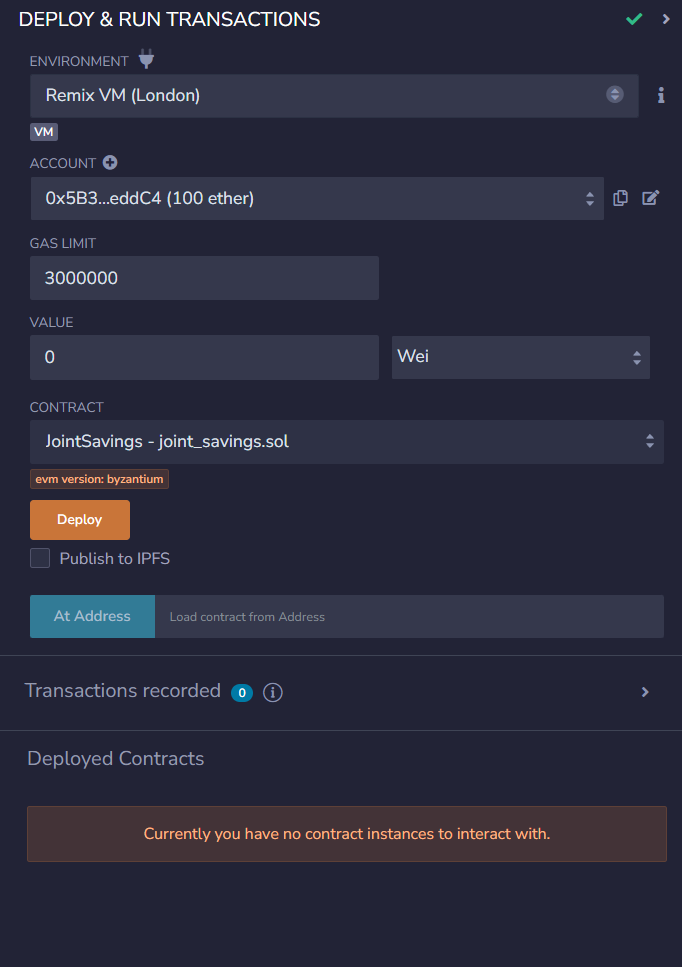 DEPLOY & RUN TRANSACTIONS
ENVIRONMENT
Remix VM (London)
VM
ACCOUNT
0x5B3...eddC4 (100 ether)
GAS LIMIT
3000000
VALUE
0 Wei
CONTRACT
JointSavings - joint_savings.sol
evm version: byzantium
Deploy
Publish to IPFS
At Address Load contract from Address
Transactions recorded 0
Deployed Contracts
Currently you have no contract instances to interact with.